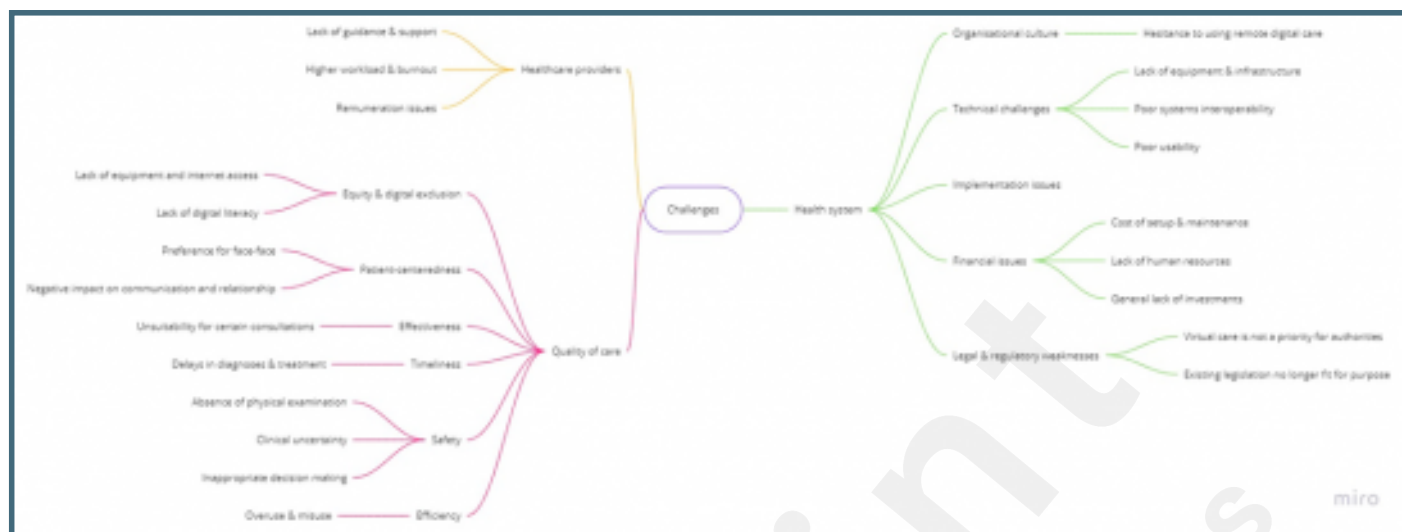 Lack of guidance & support
Higher workload & burnout
Remuneration issues
Healthcare providers
Lack of equipment and internet access
Lack of digital literacy
Equity & digital exclusion
Preference for face-face
Negative impact on communication and relationship
Patient-centeredness
Unsuitability for certain consultations
Effectiveness
Delays in diagnoses & treatment
Timeliness
Absence of physical examination
Clinical uncertainty
Inappropriate decision making
Safety
Overuse & misuse
Efficiency
Quality of care
Challenges
Health system
Organisational culture
Hesitance to using remote digital care
Technical challenges
Lack of equipment & infrastructure
Poor systems interoperability
Poor usability
Implementation issues
Financial issues
Cost of setup & maintenance
Lack of human resources
General lack of investments
Legal & regulatory weaknesses
Virtual care is not a priority for authorities
Existing legislation no longer fit for purpose
miro